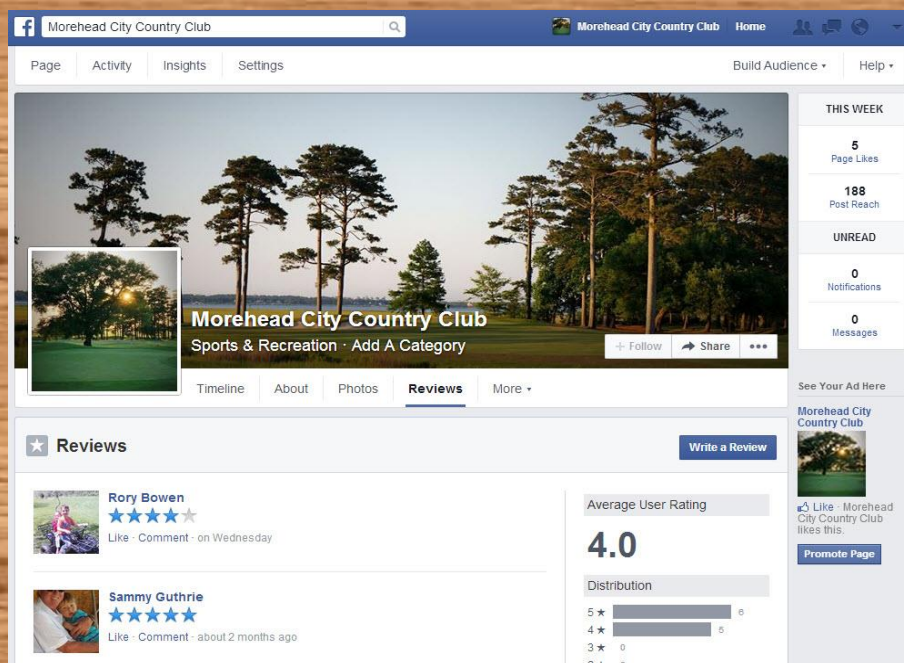 Morehead City Country Club
Morehead City Country Club Home
Page Activity Insights Settings
Build Audience Help
THIS WEEK
5
Page Likes
188
Post Reach
UNREAD
0
Notifications
0
Messages
Morehead City Country Club
Sports & Recreation · Add A Category
+ Follow Share •••
Timeline About Photos Reviews More
See Your Ad Here
Morehead City
Country Club
Like · Morehead
City Country Club
likes this.
Promote Page
Reviews
Write a Review
Rory Bowen
Like · Comment · on Wednesday
Sammy Guthrie
Like · Comment · about 2 months ago
Average User Rating
4.0
Distribution
5 ★
4 ★
3 ★ 0